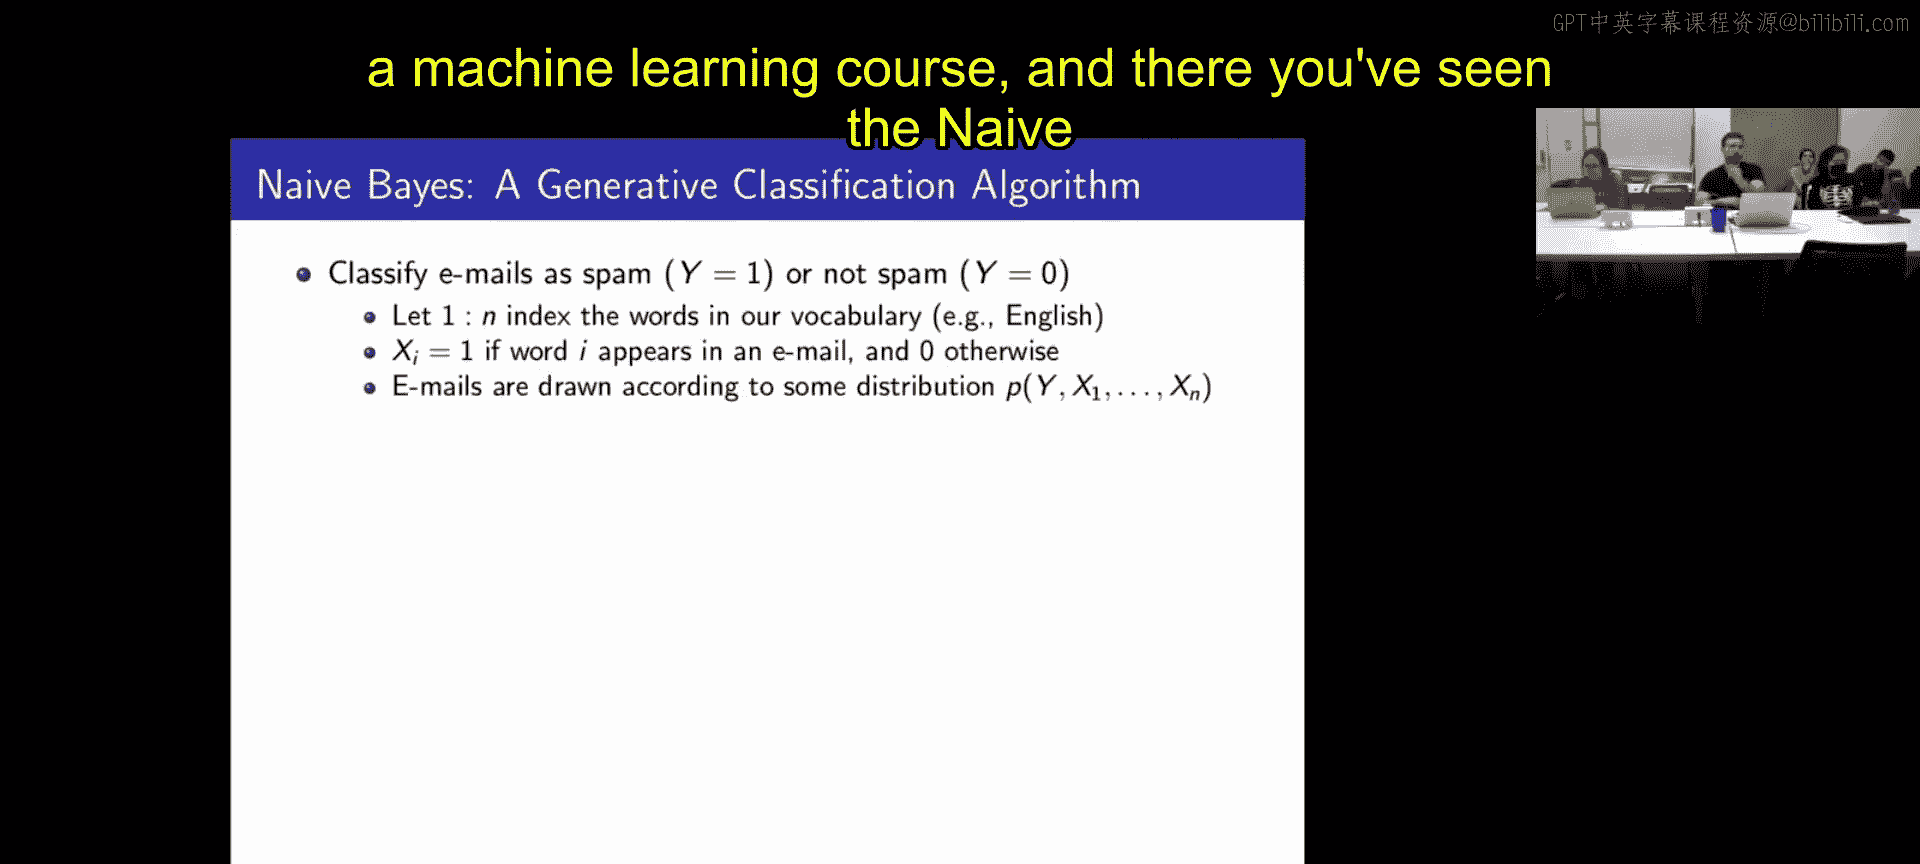 GPT中英字幕课程资源@bilibili.com
a machine learning course, and there you've seen
the Naive
Naive Bayes: A Generative Classification Algorithm
Classify e-mails as spam (Y = 1) or not spam (Y = 0)
Let 1 : n index the words in our vocabulary (e.g., English)
Xᵢ = 1 if word i appears in an e-mail, and 0 otherwise
E-mails are drawn according to some distribution p(Y, X₁, . . . , Xₙ)